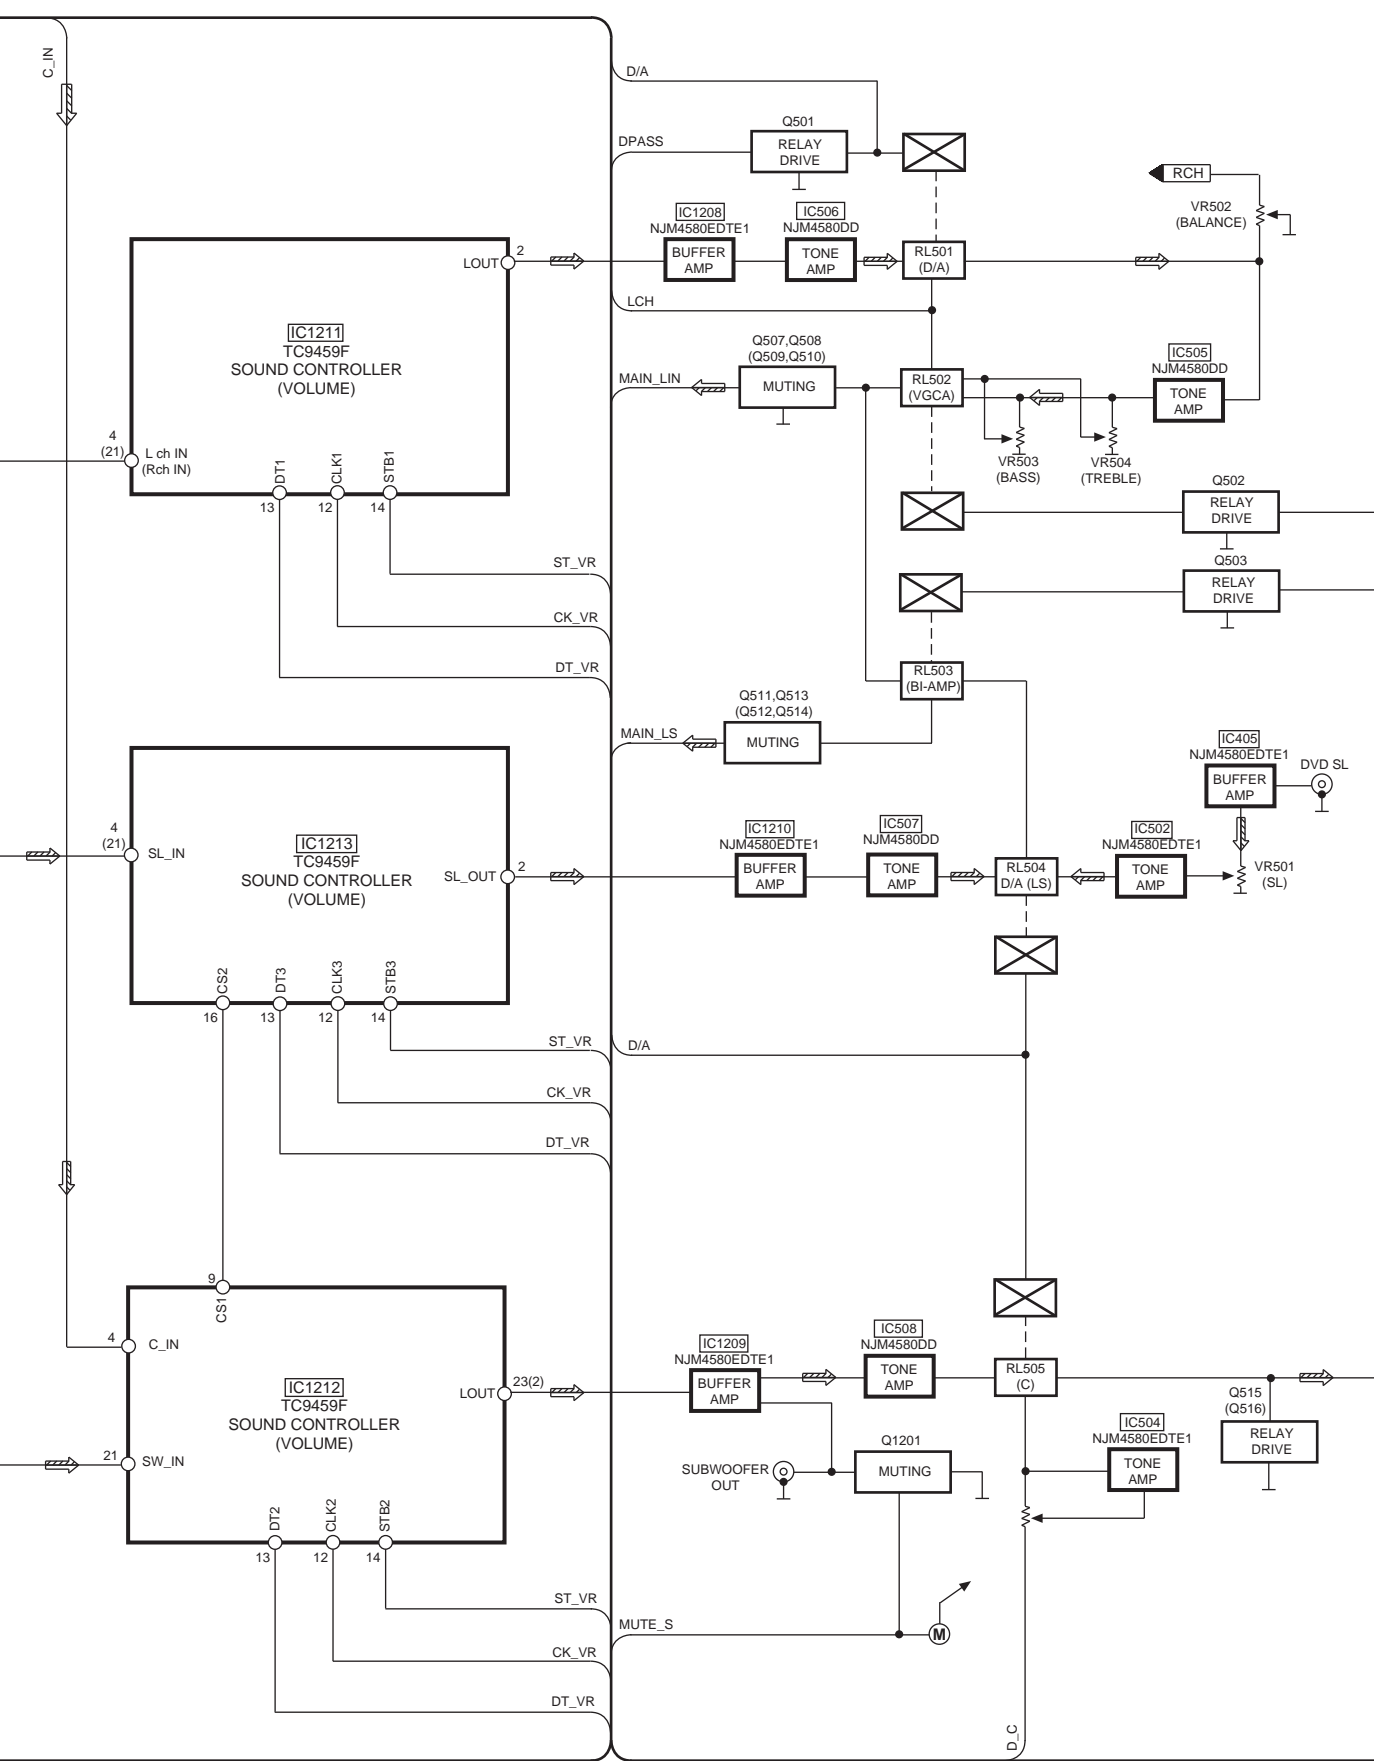 C_IN
D/A
Q501
DPASS
RELAY
DRIVE
RCH
VR502
(BALANCE)
IC1208
NJM4580EDTE1
BUFFER
AMP
IC506
NJM4580DD
TONE
AMP
RL501
(D/A)
LOUT
2
LCH
IC1211
TC9459F
SOUND CONTROLLER
(VOLUME)
Q507,Q508
(Q509,Q510)
MAIN_LIN
MUTING
RL502
(VGCA)
IC505
NJM4580DD
TONE
AMP
4
(21)
L ch IN
(Rch IN)
DT1
CLK1
STB1
13
12
14
VR503
(BASS)
VR504
(TREBLE)
Q502
RELAY
DRIVE
Q503
RELAY
DRIVE
ST_VR
CK_VR
DT_VR
RL503
(BI-AMP)
Q511,Q513
(Q512,Q514)
MAIN_LS
MUTING
IC405
NJM4580EDTE1
BUFFER
AMP
DVD SL
4
(21)
SL_IN
IC1213
TC9459F
SOUND CONTROLLER
(VOLUME)
SL_OUT
2
IC1210
NJM4580EDTE1
BUFFER
AMP
IC507
NJM4580DD
TONE
AMP
RL504
D/A (LS)
IC502
NJM4580EDTE1
TONE
AMP
VR501
(SL)
CS2
DT3
CLK3
STB3
16
13
12
14
ST_VR
D/A
CK_VR
DT_VR
9
CS1
4
C_IN
IC1212
TC9459F
SOUND CONTROLLER
(VOLUME)
LOUT
23(2)
21
SW_IN
IC1209
NJM4580EDTE1
BUFFER
AMP
IC508
NJM4580DD
TONE
AMP
RL505
(C)
Q515
(Q516)
RELAY
DRIVE
IC504
NJM4580EDTE1
TONE
AMP
SUBWOOFER
OUT
Q1201
MUTING
DT2
CLK2
STB2
13
12
14
ST_VR
MUTE_S
M
CK_VR
DT_VR
D_C